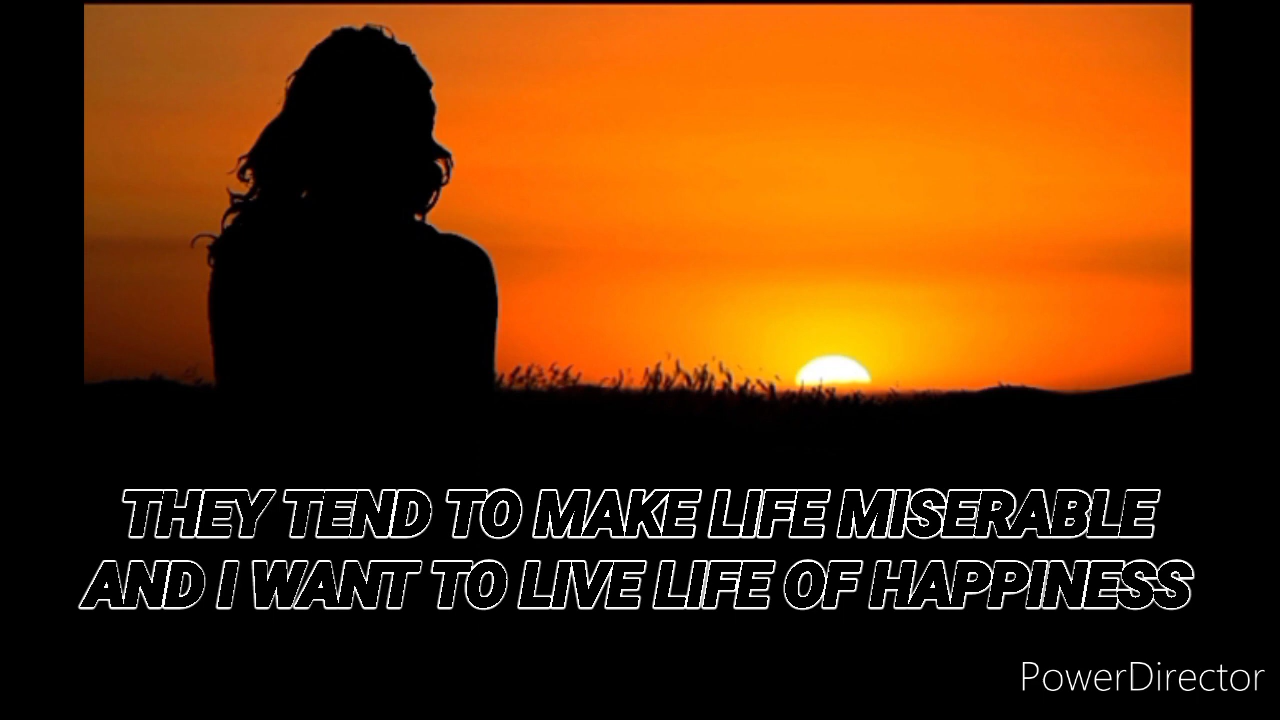 THEY TEND TO MAKE LIFE MISERABLE
AND I WANT TO LIVE LIFE OF HAPPINESS
PowerDirector